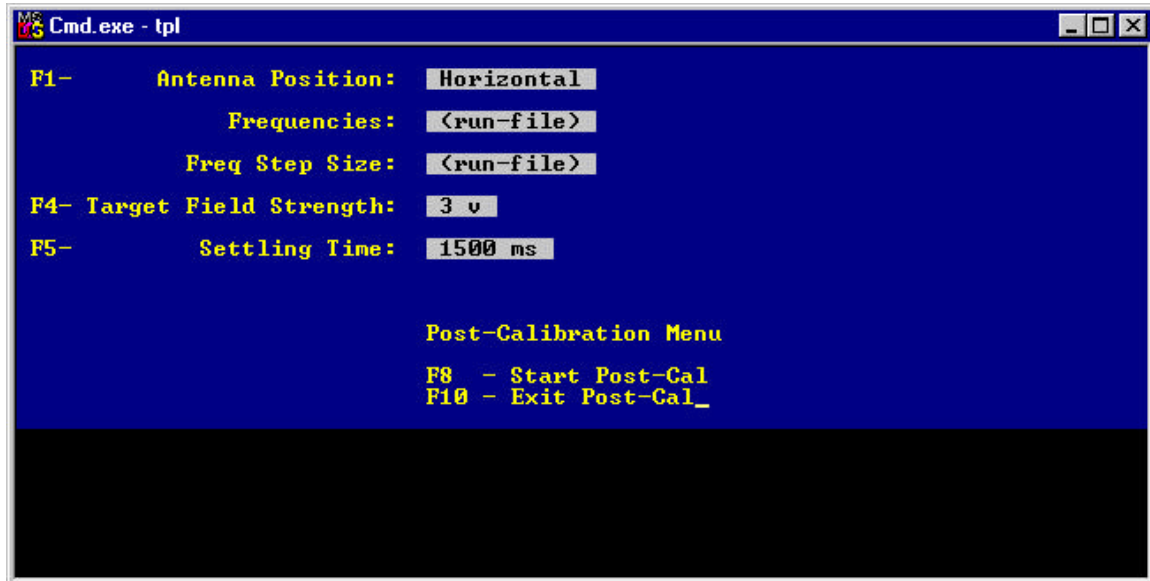 Cmd.exe - tpl
F1- Antenna Position: Horizontal
Frequencies: (run-file)
Freq Step Size: (run-file)
F4- Target Field Strength: 3 v
F5- Settling Time: 1500 ms
Post-Calibration Menu
F8 - Start Post-Cal
F10 - Exit Post-Cal_